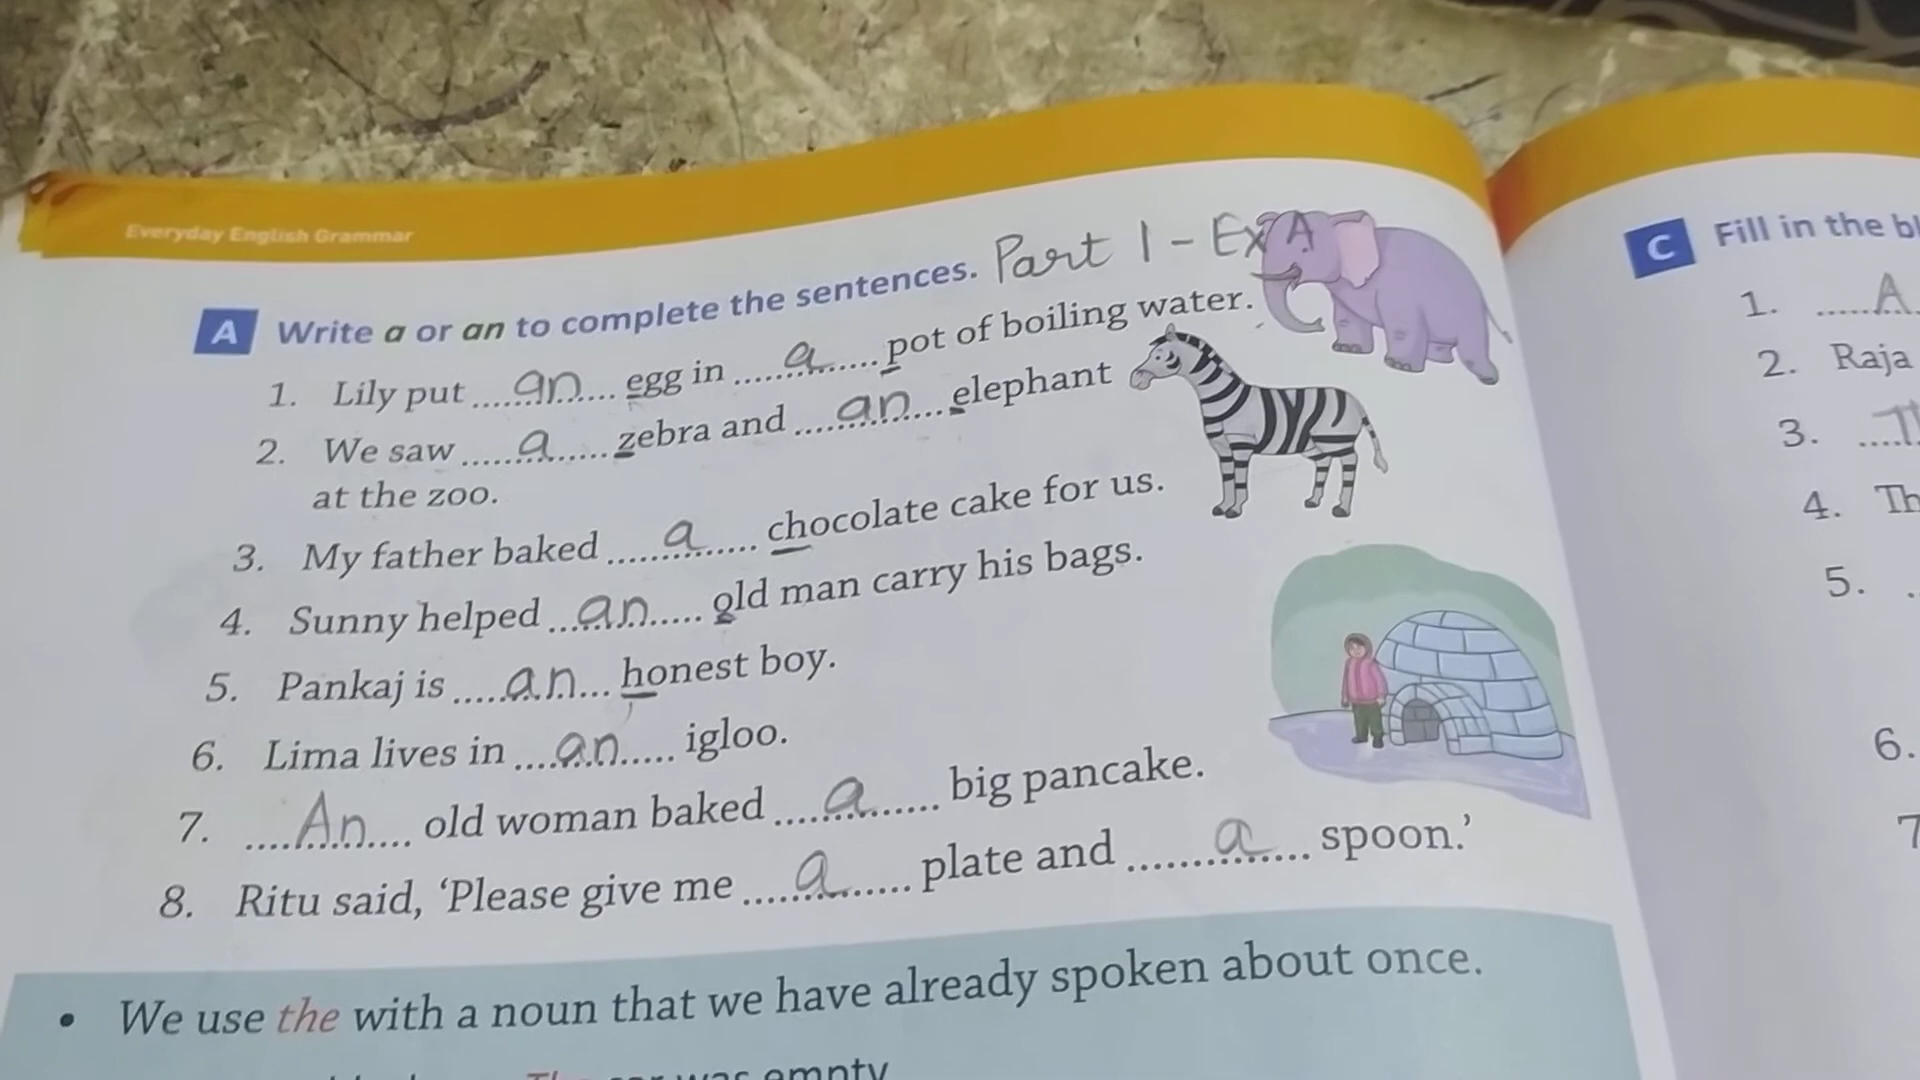 Everyday English Grammar
A Write a or an to complete the sentences. Part 1 - Ex A
1. Lily put ...an... egg in ...a... pot of boiling water.
2. We saw ...a... zebra and ...an... elephant
at the zoo.
3. My father baked ...a... chocolate cake for us.
4. Sunny helped ...an... old man carry his bags.
5. Pankaj is ...an... honest boy.
6. Lima lives in ...an... igloo.
7. ...An... old woman baked ...a... big pancake.
8. Ritu said, ‘Please give me ...a... plate and ...a... spoon.’
• We use the with a noun that we have already spoken about once.
was empty
C Fill in the
1. ...A
2. Raja
3.
4.
5.
6.
7